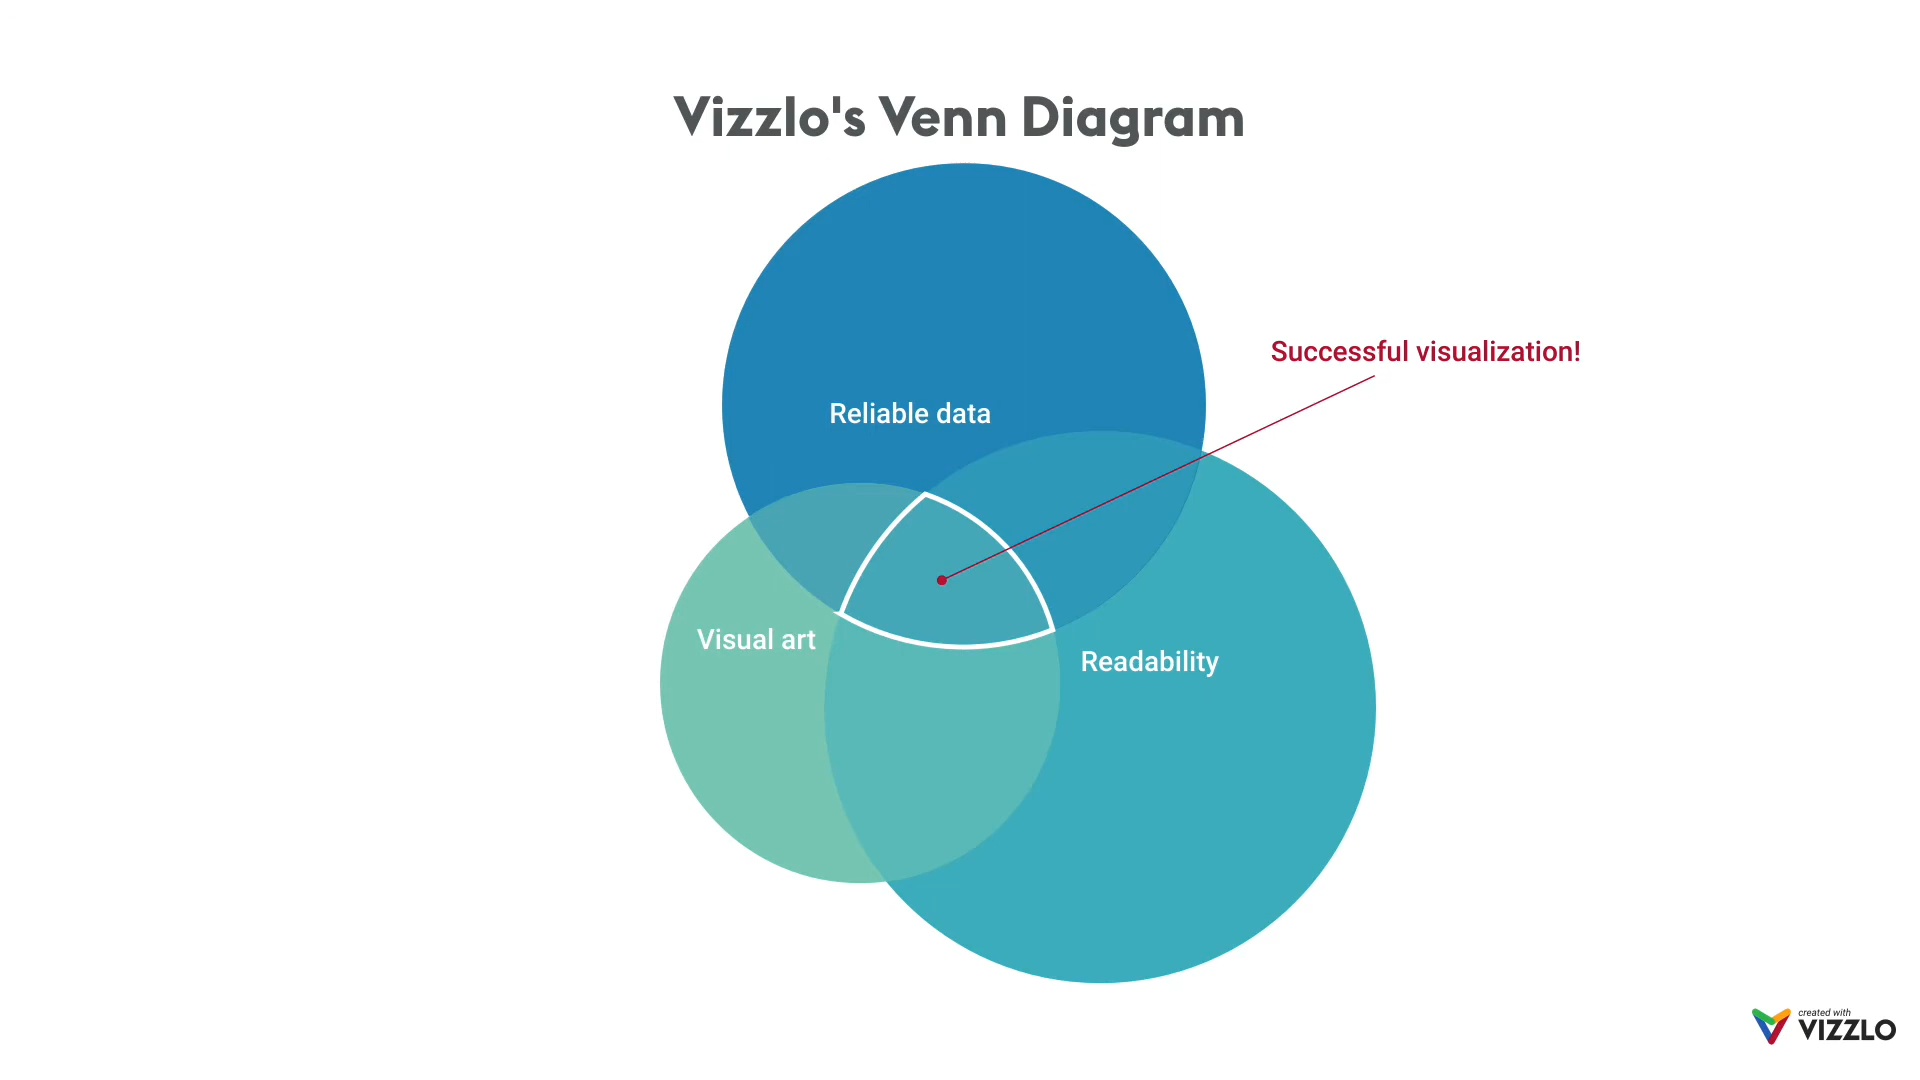 Vizzlo's Venn Diagram
Successful visualization!
Reliable data
Visual art
Readability
created with
VIZZLO